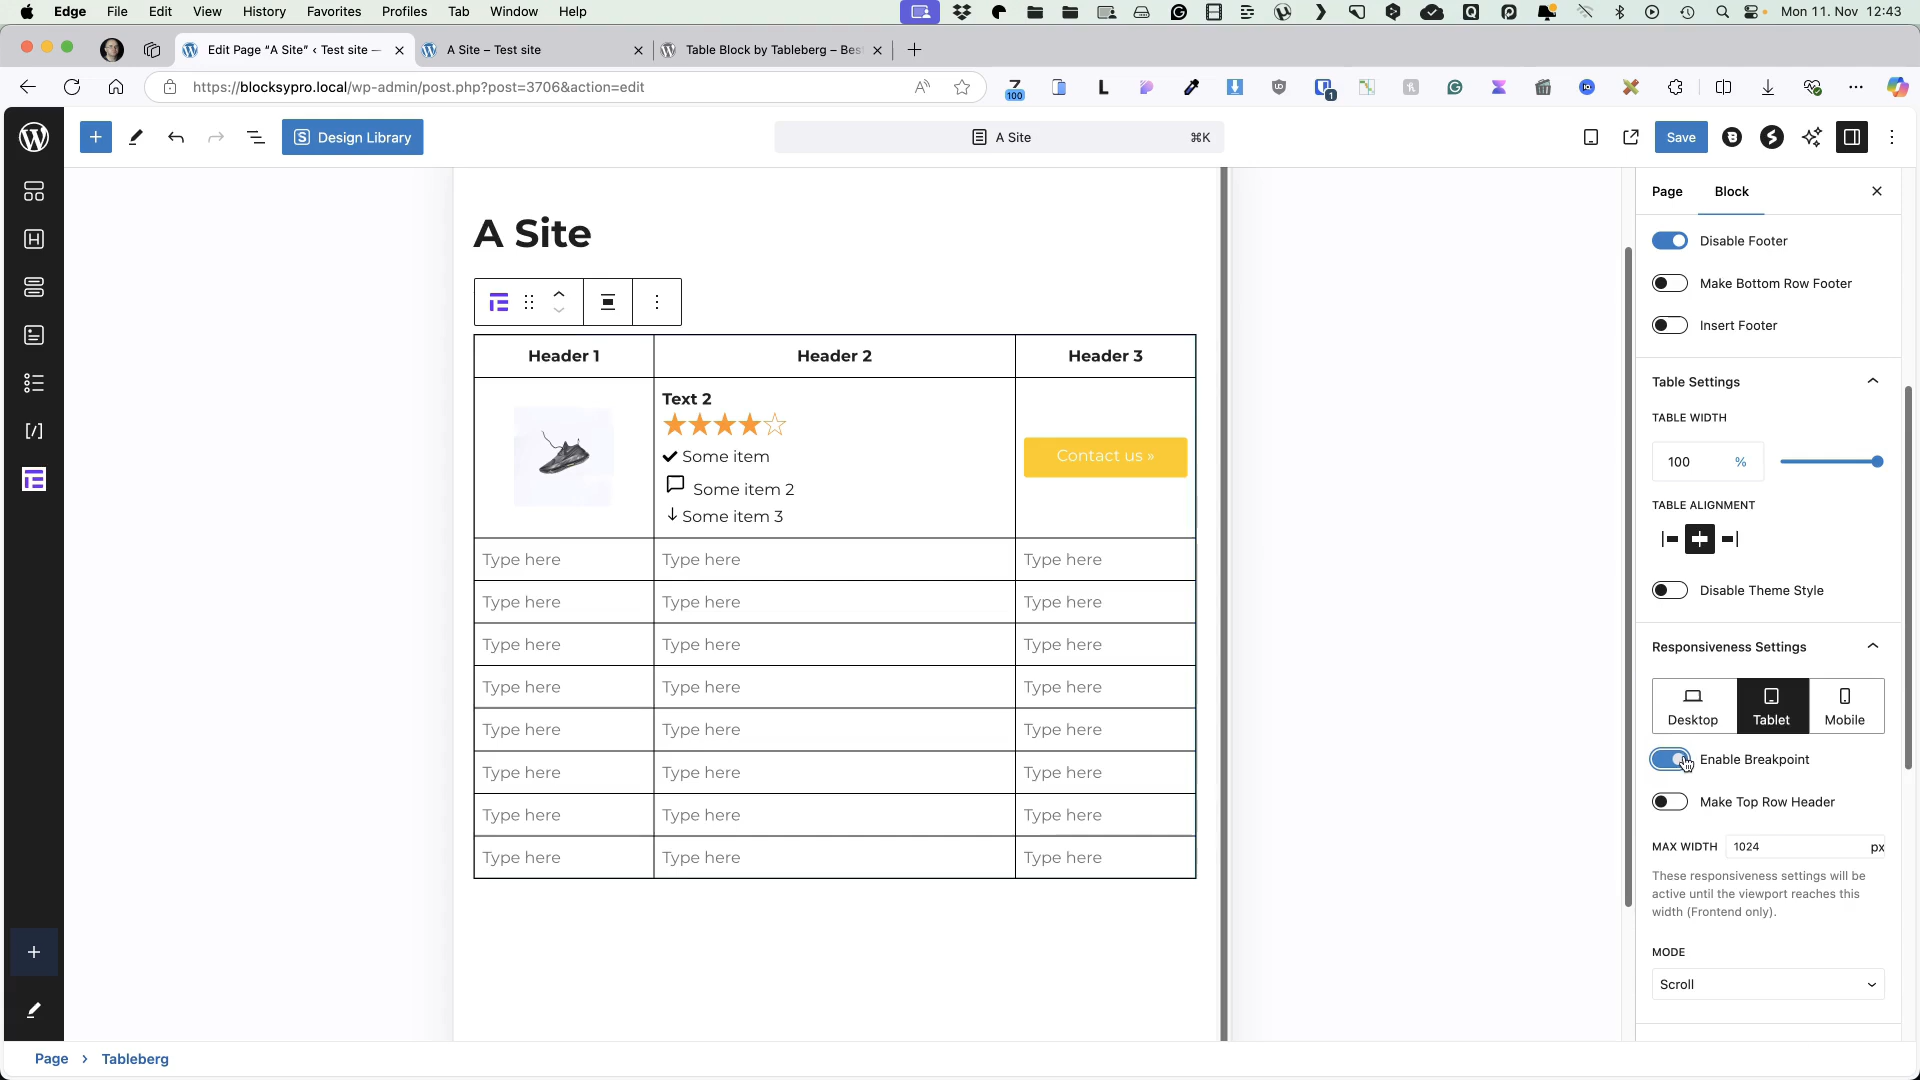 Edge File Edit View History Favorites Profiles Tab Window Help Mon 11. Nov 12:43
Edit Page “A Site” ‹ Test site — A Site – Test site Table Block by Tableberg – Bes
https://blocksypro.local/wp-admin/post.php?post=3706&action=edit
100
1
Design Library
A Site ⌘K
Save
Page Block
A Site
Disable Footer
Make Bottom Row Footer
Insert Footer
Header 1 Header 2 Header 3
Text 2
Some item
Some item 2
Some item 3
Contact us »
Type here Type here Type here
Type here Type here Type here
Type here Type here Type here
Type here Type here Type here
Type here Type here Type here
Type here Type here Type here
Type here Type here Type here
Type here Type here Type here
Table Settings
TABLE WIDTH
100 %
TABLE ALIGNMENT
Disable Theme Style
Responsiveness Settings
Desktop Tablet Mobile
Enable Breakpoint
Make Top Row Header
MAX WIDTH 1024 px
These responsiveness settings will be
active until the viewport reaches this
width (Frontend only).
MODE
Scroll
Page › Tableberg